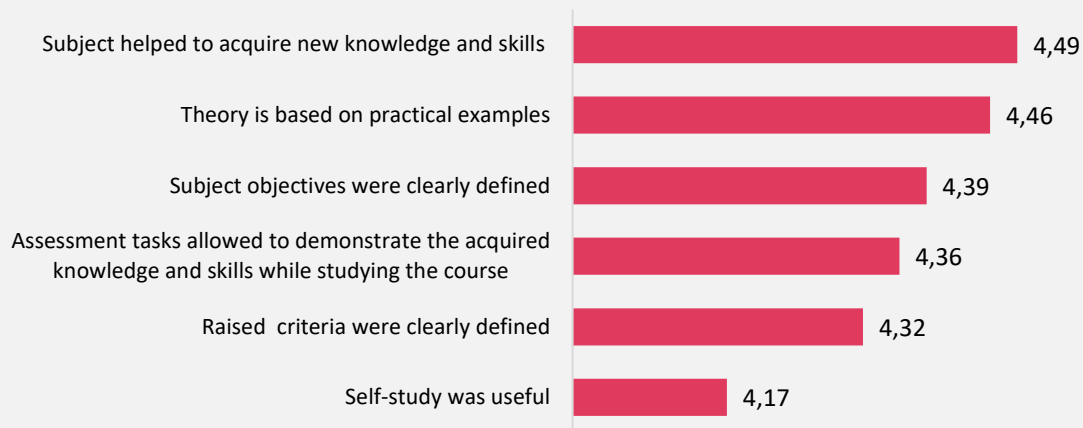 Subject helped to acquire new knowledge and skills
4,49
Theory is based on practical examples
4,46
Subject objectives were clearly defined
4,39
Assessment tasks allowed to demonstrate the acquired
knowledge and skills while studying the course
4,36
Raised criteria were clearly defined
4,32
Self-study was useful
4,17